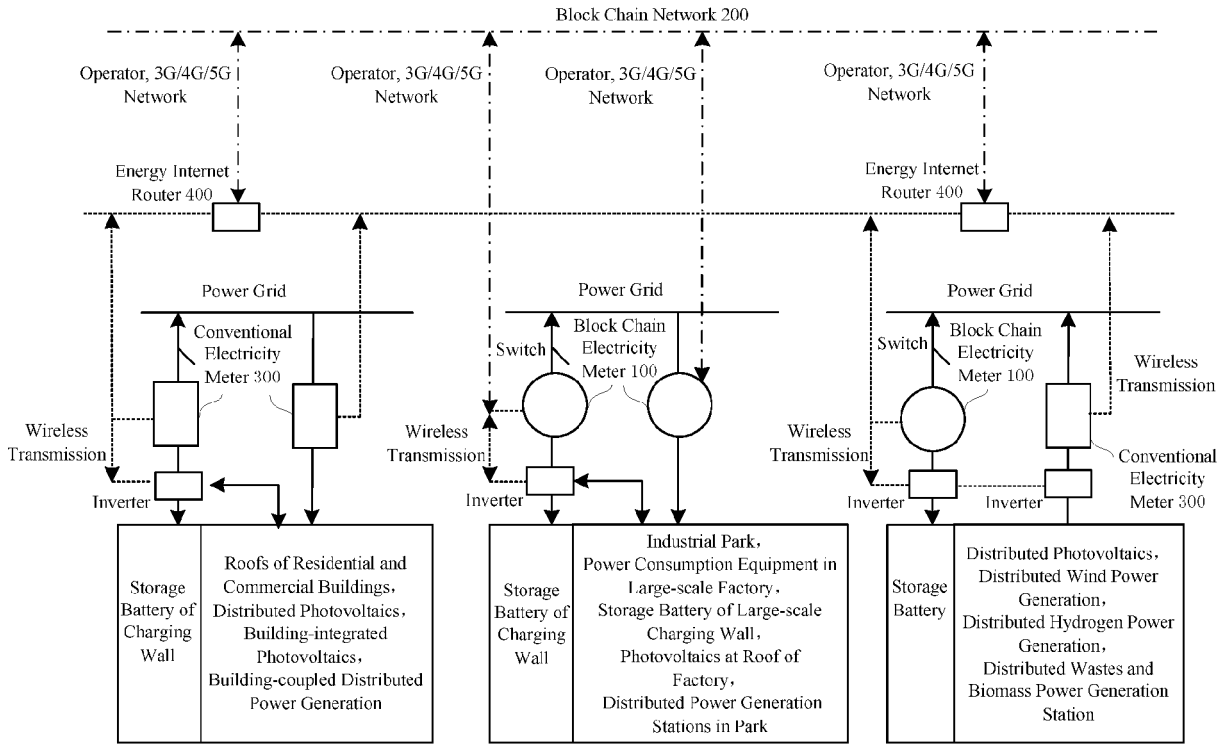 Block Chain Network 200
Operator, 3G/4G/5G
Network
Operator, 3G/4G/5G
Network
Operator, 3G/4G/5G
Network
Operator, 3G/4G/5G
Network
Energy Internet
Router 400
Energy Internet
Router 400
Power Grid
Conventional
Electricity
Meter 300
Wireless
Transmission
Inverter
Storage
Battery of
Charging
Wall
Roofs of Residential and
Commercial Buildings,
Distributed Photovoltaics,
Building-integrated
Photovoltaics,
Building-coupled Distributed
Power Generation
Power Grid
Switch
Block Chain
Electricity
Meter 100
Wireless
Transmission
Inverter
Storage
Battery of
Charging
Wall
Industrial Park,
Power Consumption Equipment in
Large-scale Factory,
Storage Battery of Large-scale
Charging Wall,
Photovoltaics at Roof of
Factory,
Distributed Power Generation
Stations in Park
Power Grid
Switch
Block Chain
Electricity
Meter 100
Wireless
Transmission
Wireless
Transmission
Conventional
Electricity
Meter 300
Inverter
Inverter
Storage
Battery
Distributed Photovoltaics,
Distributed Wind Power
Generation,
Distributed Hydrogen Power
Generation,
Distributed Wastes and
Biomass Power Generation
Station